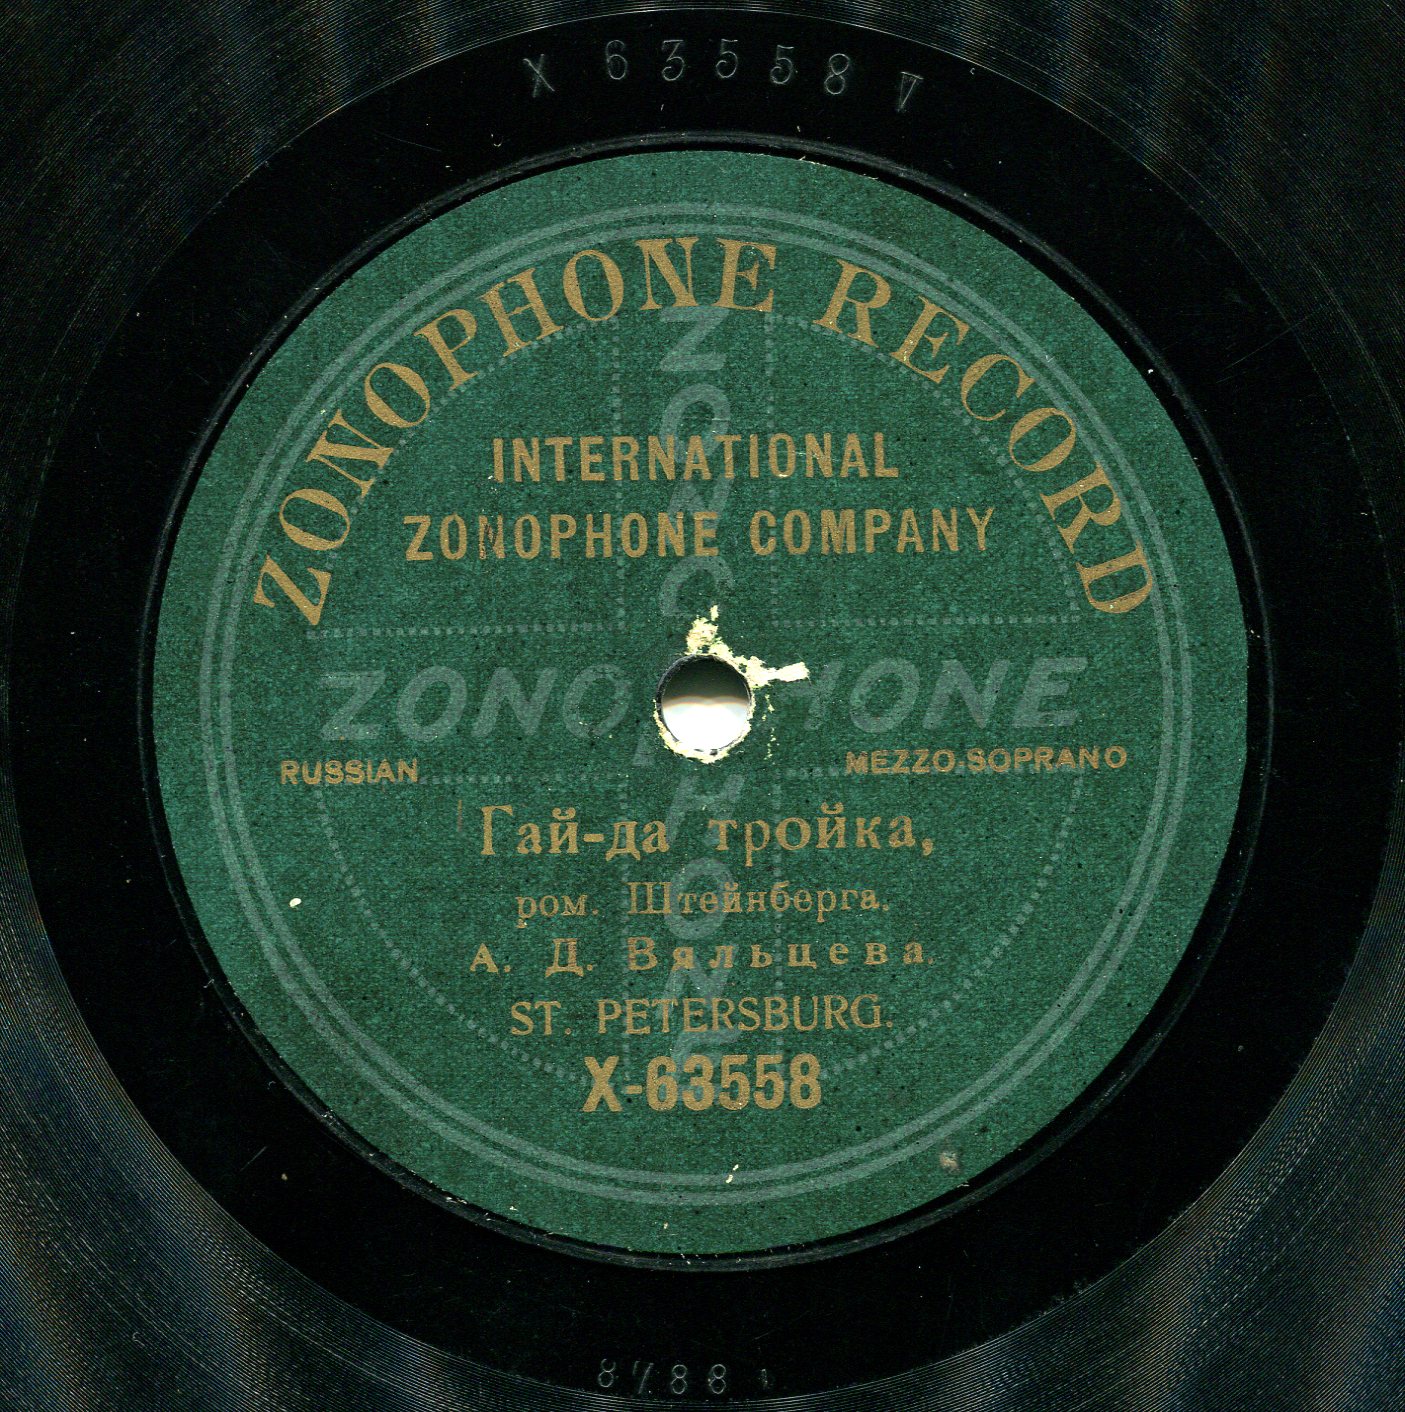 X 63558
ZONOPHONE RECORD
INTERNATIONAL
ZONOPHONE COMPANY
ZONOPHONE
ZONOPHONE
RUSSIAN
MEZZO-SOPRANO
Гай-да тройка,
ром. Штейнберга.
А. Д. Вяльцева.
ST. PETERSBURG.
X-63558
8788